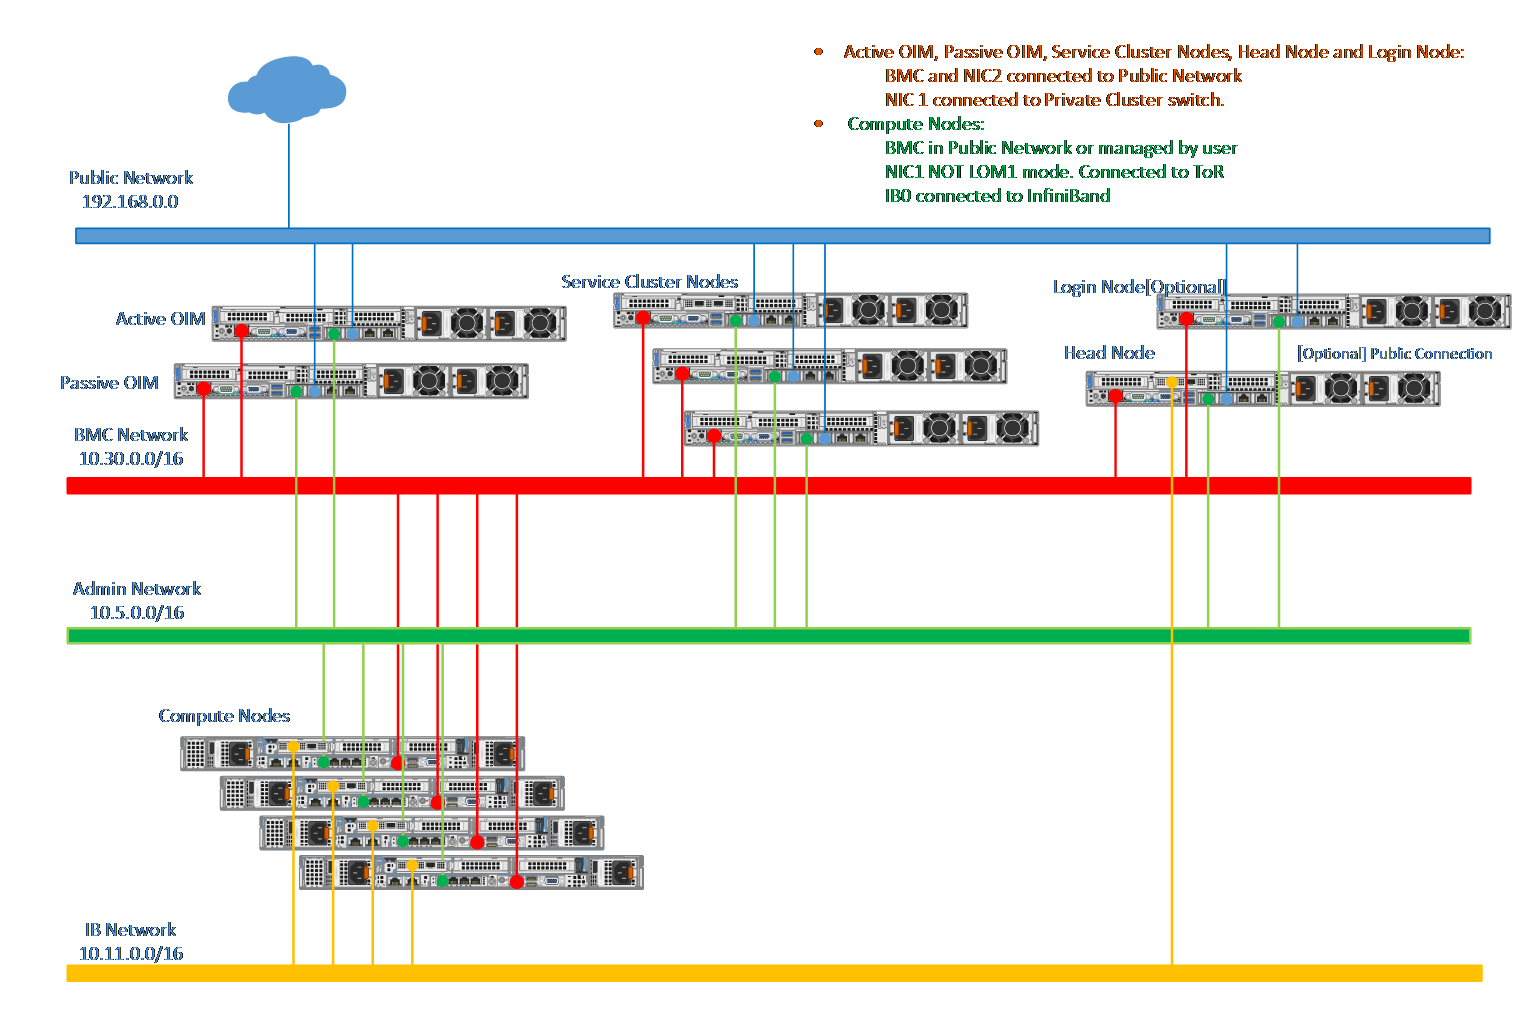 Active OIM, Passive OIM, Service Cluster Nodes, Head Node and Login Node:
BMC and NIC2 connected to Public Network
NIC 1 connected to Private Cluster switch.
Compute Nodes:
BMC in Public Network or managed by user
NIC1 NOT LOM1 mode. Connected to ToR
IB0 connected to InfiniBand
Public Network
192.168.0.0
Service Cluster Nodes
Login Node[Optional]
Active OIM
Head Node
[Optional] Public Connection
Passive OIM
BMC Network
10.30.0.0/16
Admin Network
10.5.0.0/16
Compute Nodes
IB Network
10.11.0.0/16